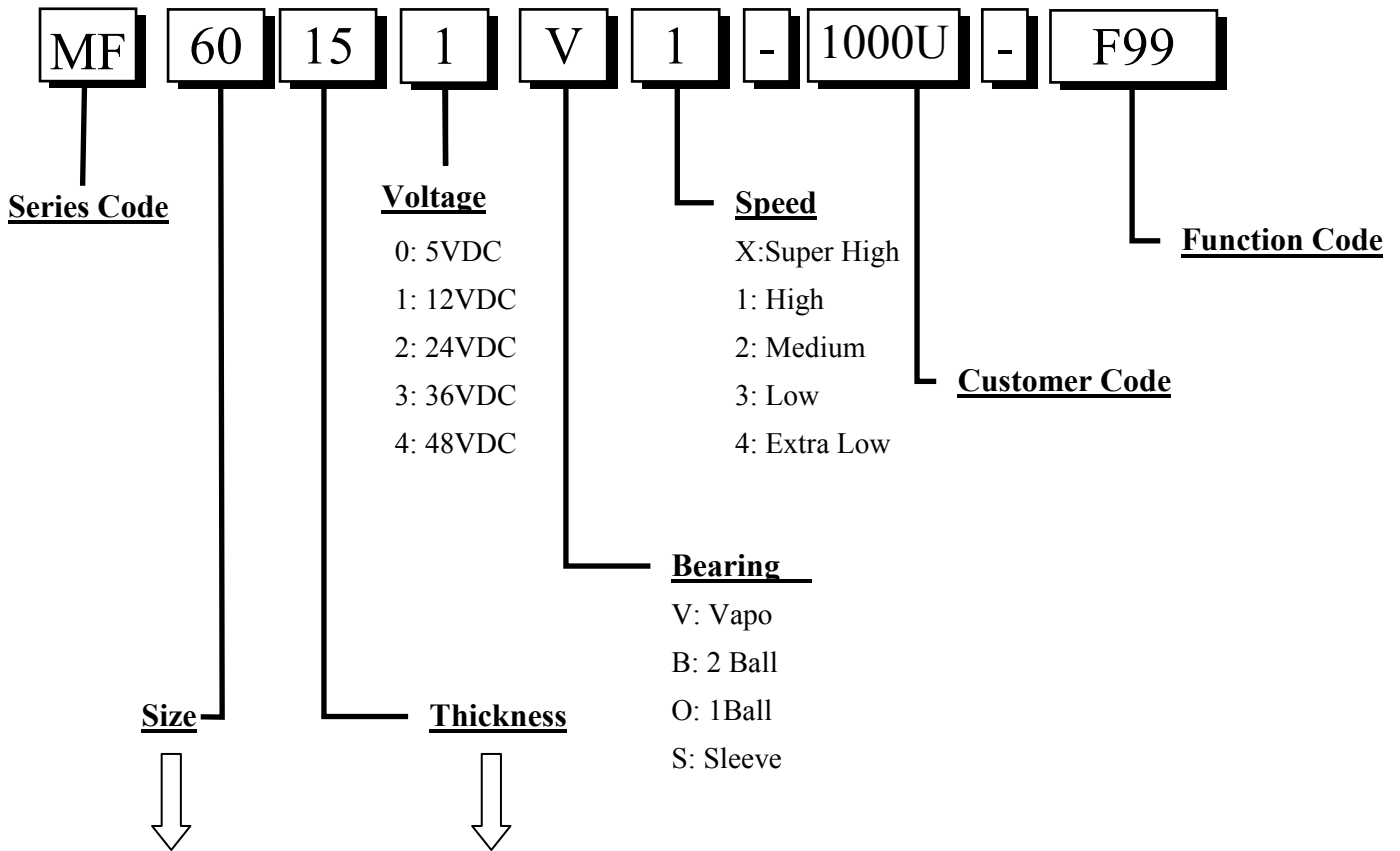 MF 60 15 1 V 1 - 1000U - F99
Series Code
Voltage
0: 5VDC
1: 12VDC
2: 24VDC
3: 36VDC
4: 48VDC
Speed
X:Super High
1: High
2: Medium
3: Low
4: Extra Low
Function Code
Customer Code
Bearing
V: Vapo
B: 2 Ball
O: 1Ball
S: Sleeve
Size
Thickness